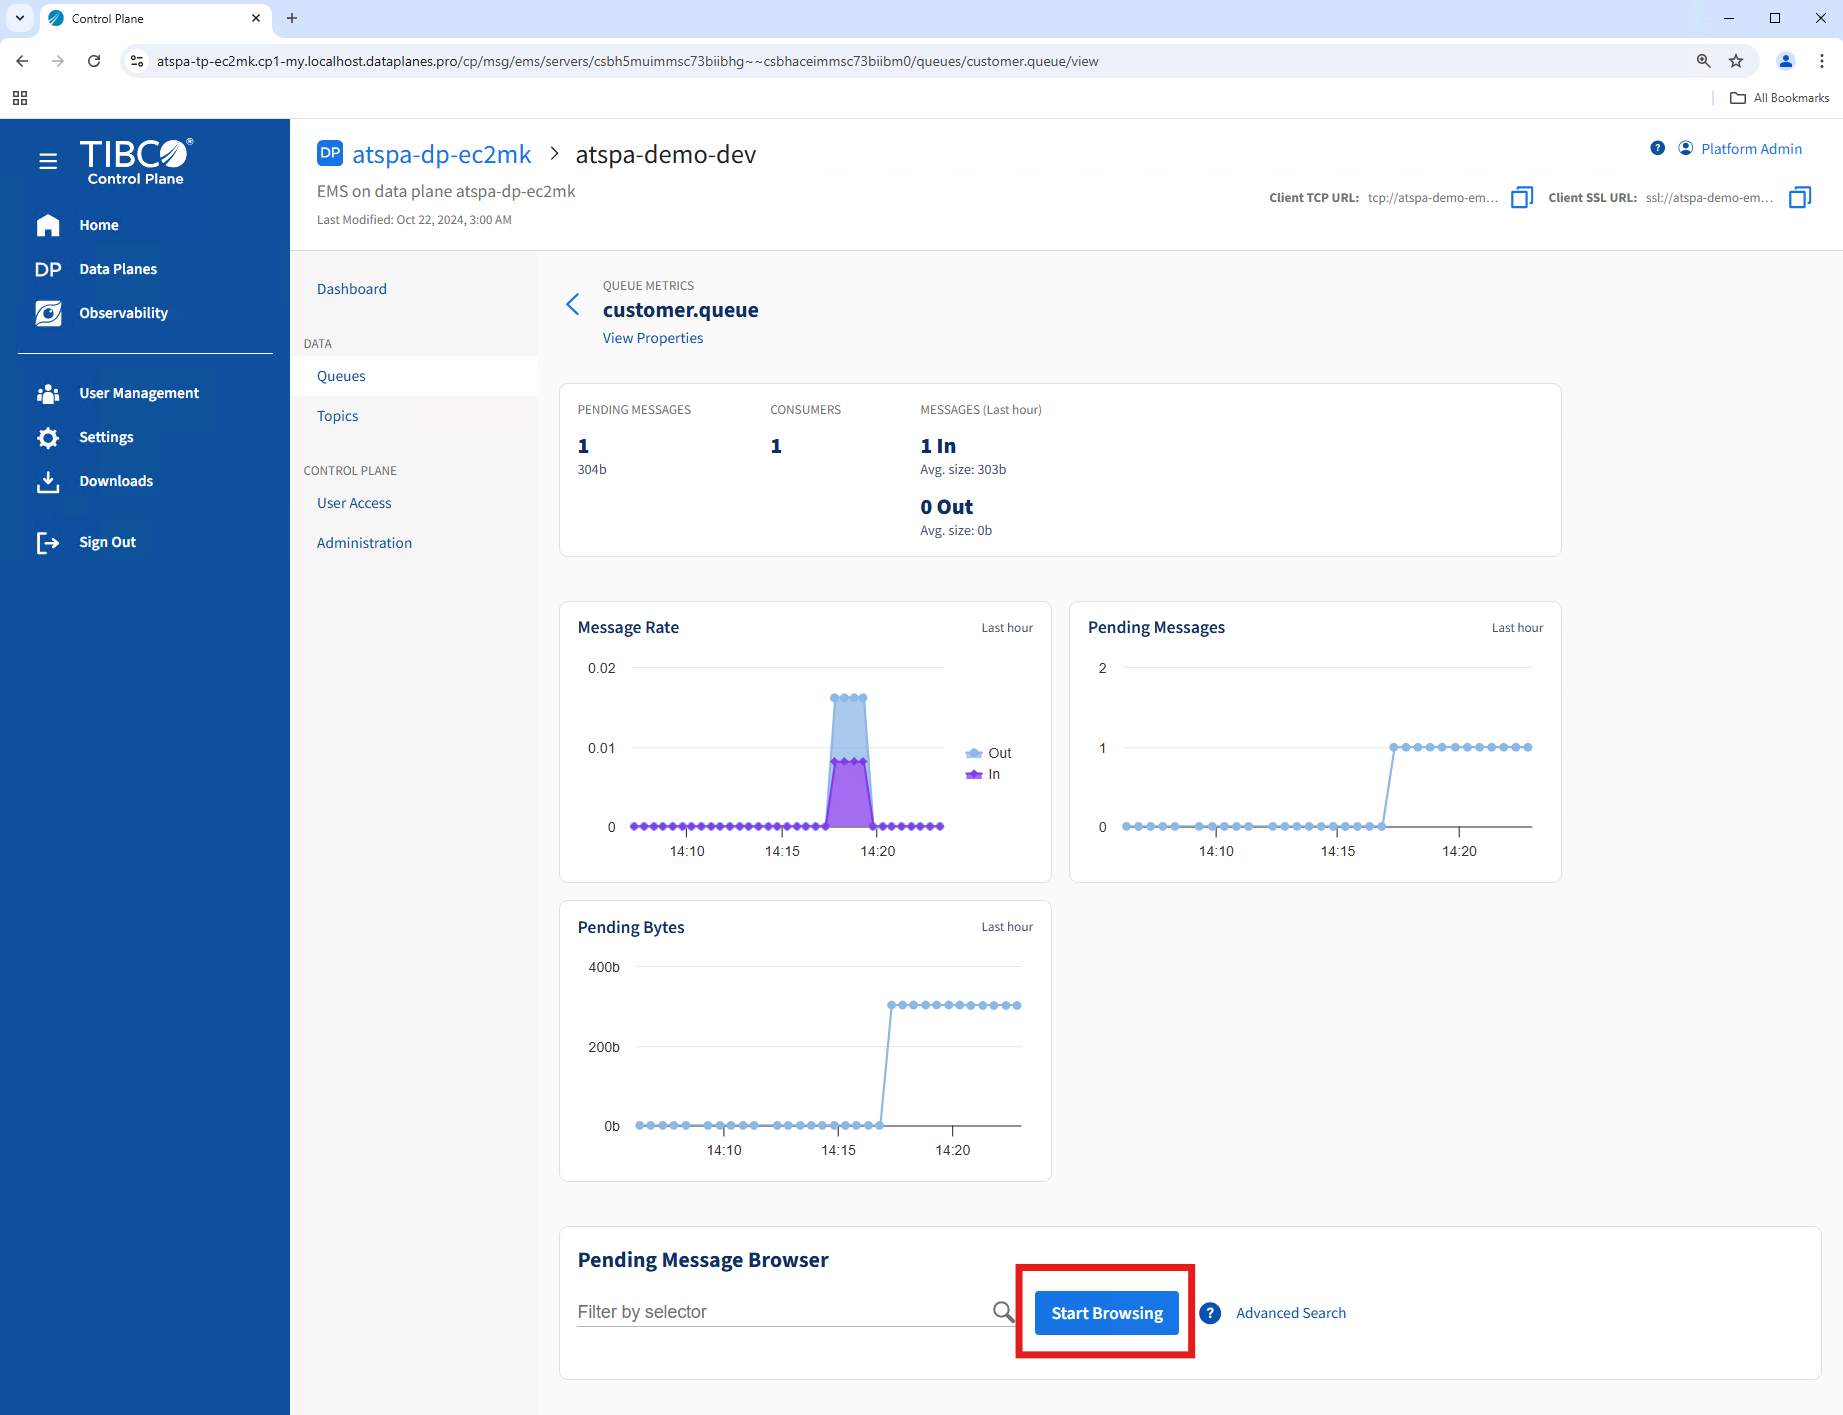 Control Plane
atspa-tp-ec2mk.cp1-my.localhost.dataplanes.pro/cp/msg/ems/servers/csbh5muimmsc73biibhg~~csbhaceimmsc73biibm0/queues/customer.queue/view
All Bookmarks
TIBCO®
Control Plane
Home
DP Data Planes
Observability
User Management
Settings
Downloads
Sign Out
DP atspa-dp-ec2mk > atspa-demo-dev
EMS on data plane atspa-dp-ec2mk
Last Modified: Oct 22, 2024, 3:00 AM
? Platform Admin
Client TCP URL: tcp://atspa-demo-em...
Client SSL URL: ssl://atspa-demo-em...
Dashboard
DATA
Queues
Topics
CONTROL PLANE
User Access
Administration
QUEUE METRICS
customer.queue
View Properties
PENDING MESSAGES
1
304b
CONSUMERS
1
MESSAGES (Last hour)
1 In
Avg. size: 303b
0 Out
Avg. size: 0b
Message Rate
Last hour
0.02
0.01
0
14:10
14:15
14:20
Out
In
Pending Messages
Last hour
2
1
0
14:10
14:15
14:20
Pending Bytes
Last hour
400b
200b
0b
14:10
14:15
14:20
Pending Message Browser
Filter by selector
Start Browsing
?
Advanced Search